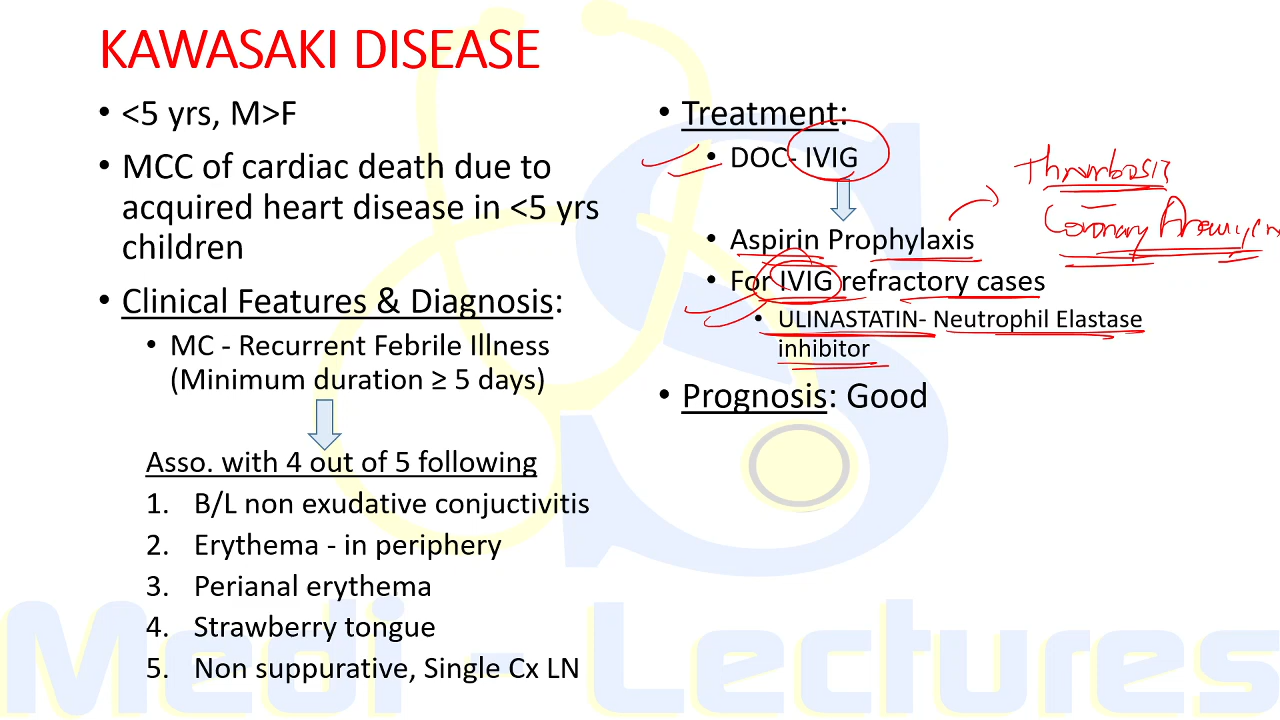 KAWASAKI DISEASE
• <5 yrs, M>F
• MCC of cardiac death due to
acquired heart disease in <5 yrs
children
• Clinical Features & Diagnosis:
• MC - Recurrent Febrile Illness
(Minimum duration ≥ 5 days)
Asso. with 4 out of 5 following
1. B/L non exudative conjuctivitis
2. Erythema - in periphery
3. Perianal erythema
4. Strawberry tongue
5. Non suppurative, Single Cx LN
• Treatment:
• DOC- IVIG
• Aspirin Prophylaxis
• For IVIG refractory cases
• ULINASTATIN- Neutrophil Elastase
inhibitor
• Prognosis: Good
Thrombosis
Coronary
Medi - Lectures